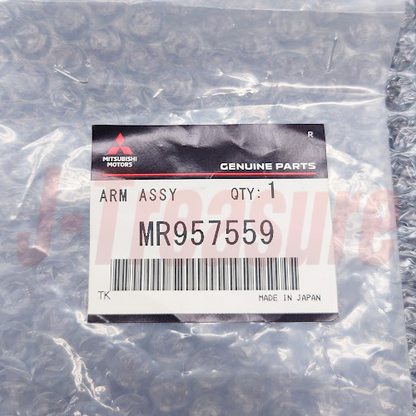 R
MITSUBISHI
MOTORS
GENUINE PARTS
ARM ASSY QTY: 1
MR957559
TK MADE IN JAPAN
J-Treasure